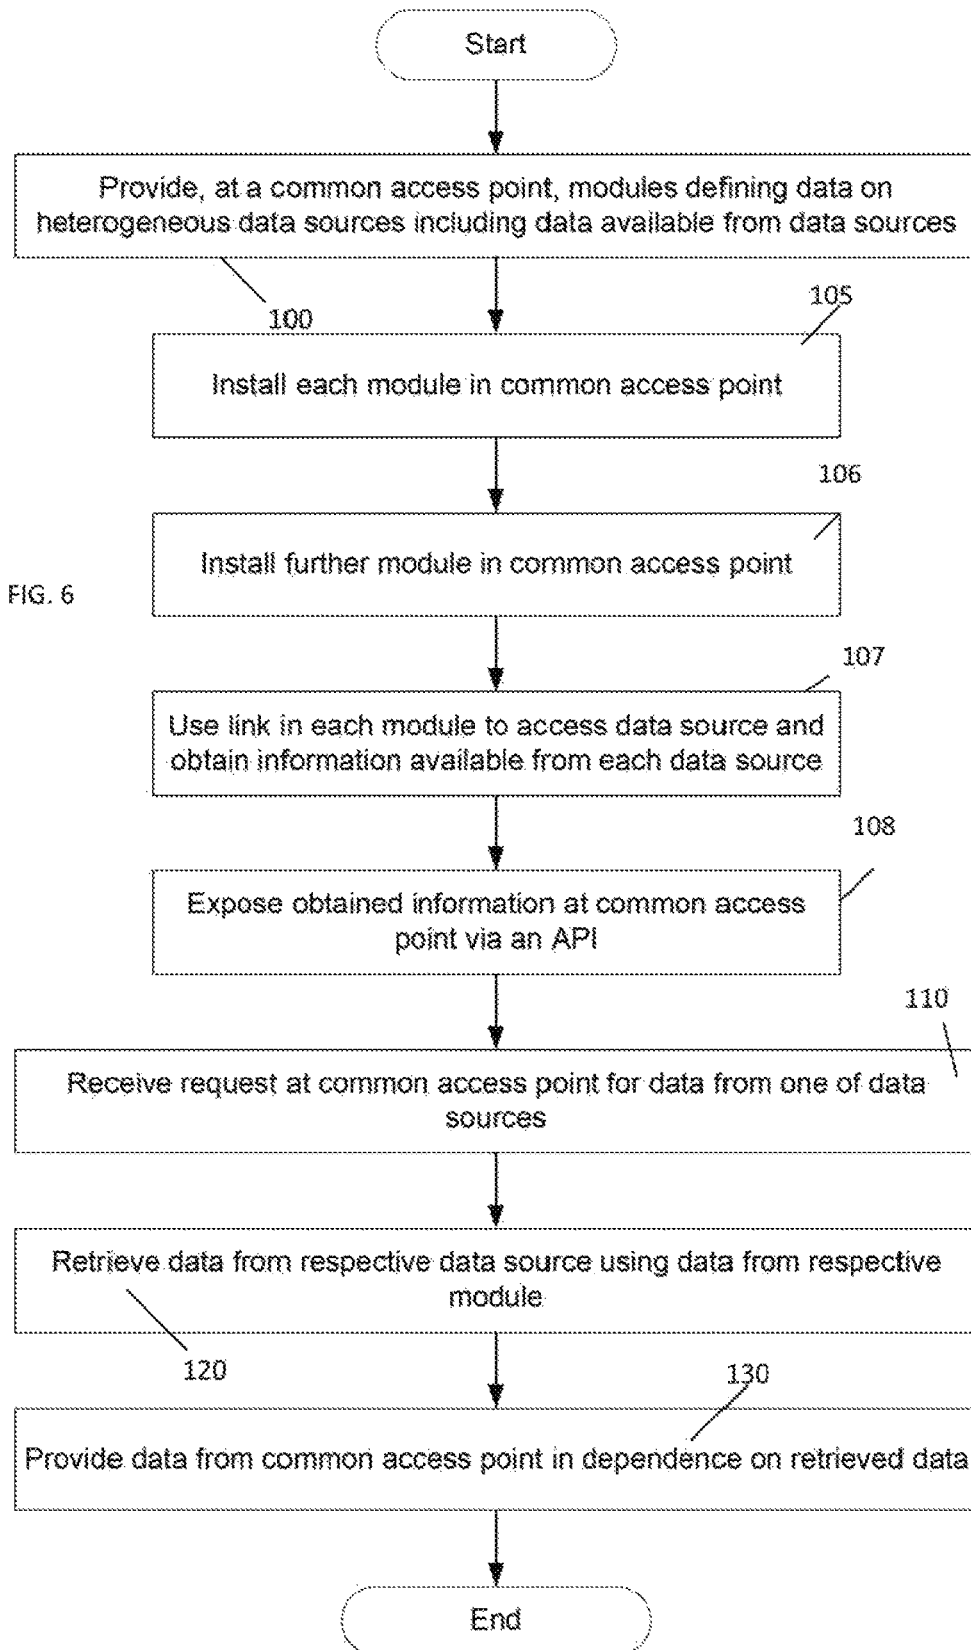 Start
Provide, at a common access point, modules defining data on
heterogeneous data sources including data available from data sources
100
105
Install each module in common access point
106
Install further module in common access point
FIG. 6
107
Use link in each module to access data source and
obtain information available from each data source
108
Expose obtained information at common access
point via an API
110
Receive request at common access point for data from one of data
sources
Retrieve data from respective data source using data from respective
module
120
130
Provide data from common access point in dependence on retrieved data
End